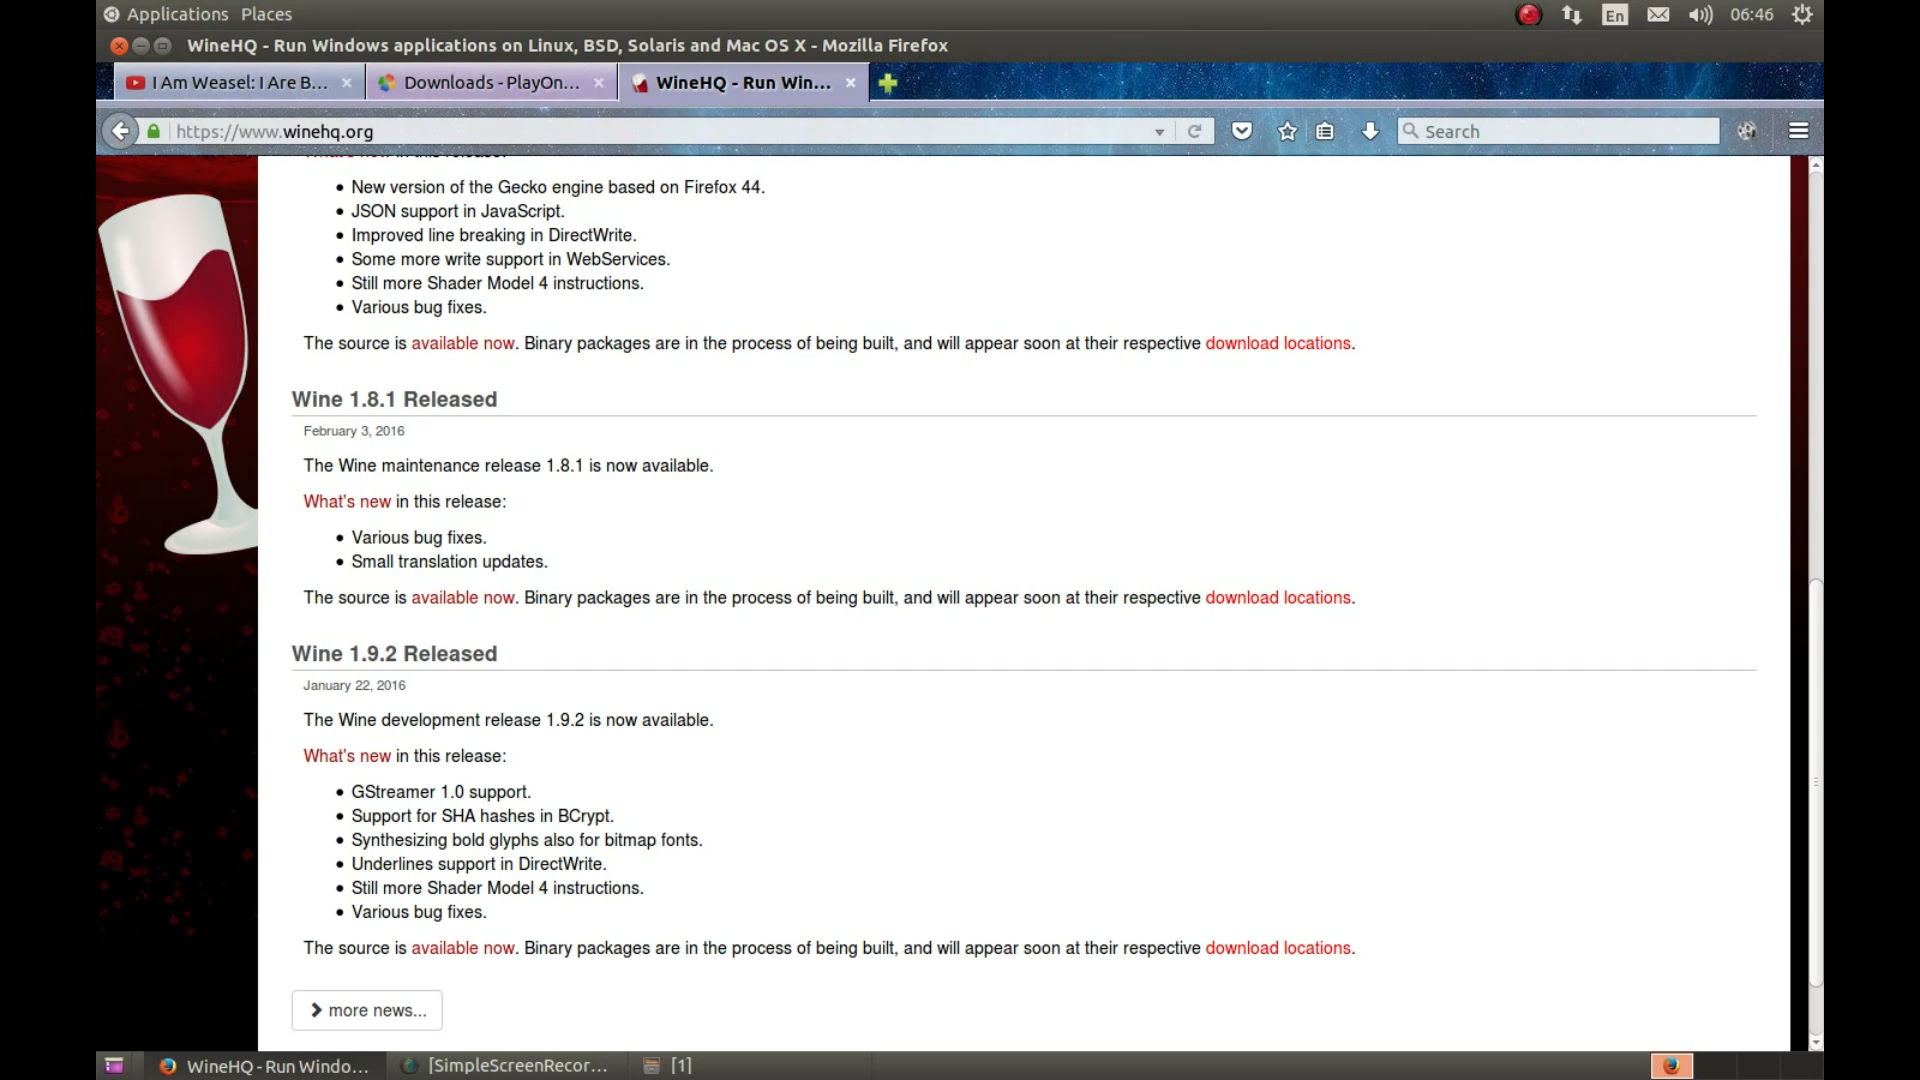 Applications Places
En
06:46
WineHQ - Run Windows applications on Linux, BSD, Solaris and Mac OS X - Mozilla Firefox
I Am Weasel: I Are B...
Downloads - PlayOn...
WineHQ - Run Win...
https://www.winehq.org
Search
What's new in this release:
• New version of the Gecko engine based on Firefox 44.
• JSON support in JavaScript.
• Improved line breaking in DirectWrite.
• Some more write support in WebServices.
• Still more Shader Model 4 instructions.
• Various bug fixes.
The source is available now. Binary packages are in the process of being built, and will appear soon at their respective download locations.
Wine 1.8.1 Released
February 3, 2016
The Wine maintenance release 1.8.1 is now available.
What's new in this release:
• Various bug fixes.
• Small translation updates.
The source is available now. Binary packages are in the process of being built, and will appear soon at their respective download locations.
Wine 1.9.2 Released
January 22, 2016
The Wine development release 1.9.2 is now available.
What's new in this release:
• GStreamer 1.0 support.
• Support for SHA hashes in BCrypt.
• Synthesizing bold glyphs also for bitmap fonts.
• Underlines support in DirectWrite.
• Still more Shader Model 4 instructions.
• Various bug fixes.
The source is available now. Binary packages are in the process of being built, and will appear soon at their respective download locations.
more news...
WineHQ - Run Windo...
[SimpleScreenRecor...
[1]